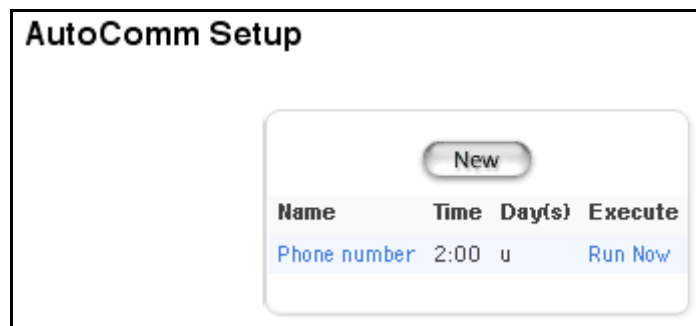 AutoComm Setup
New
Name Time Day(s) Execute
Phone number 2:00 u Run Now